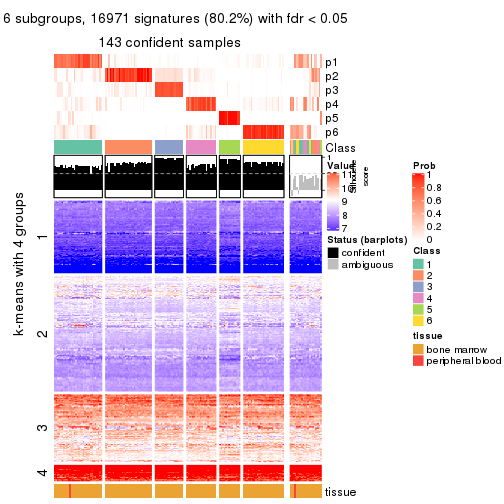 6 subgroups, 16971 signatures (80.2%) with fdr < 0.05
143 confident samples
p1
p2
p3
p4
p5
p6
Class
1
Silhouette
score
Value
11
10
9
8
7
Status (barplots)
confident
ambiguous
Prob
1
0.8
0.6
0.4
0.2
0
Class
1
2
3
4
5
6
tissue
bone marrow
peripheral blood
k-means with 4 groups
1
2
3
4
tissue